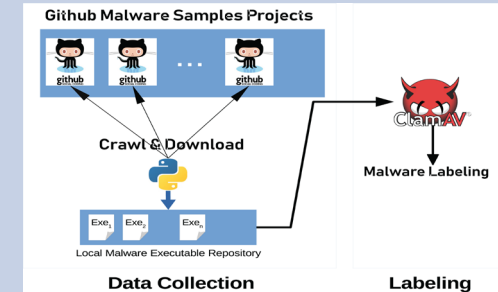 Github Malware Samples Projects
github
github
...
github
Crawl & Download
Exe1
Exe2
Exen
Local Malware Executable Repository
Data Collection
ClamAV
Malware Labeling
Labeling